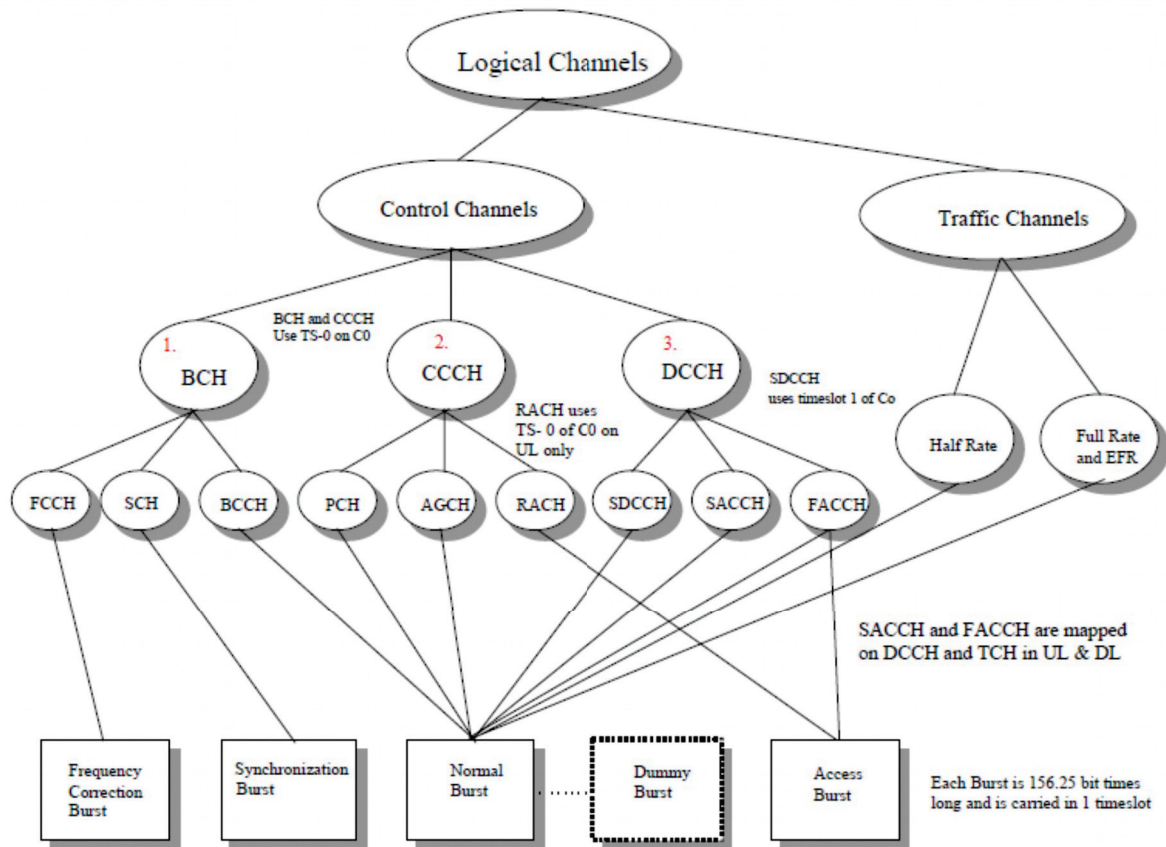 Logical Channels
Control Channels
Traffic Channels
BCH and CCCH
Use TS-0 on C0
1.
BCH
2.
CCCH
3.
DCCH
SDCCH
uses timeslot 1 of Co
RACH uses
TS- 0 of C0 on
UL only
Half Rate
Full Rate
and EFR
FCCH
SCH
BCCH
PCH
AGCH
RACH
SDCCH
SACCH
FACCH
SACCH and FACCH are mapped
on DCCH and TCH in UL & DL
Frequency
Correction
Burst
Synchronization
Burst
Normal
Burst
Dummy
Burst
Access
Burst
Each Burst is 156.25 bit times
long and is carried in 1 timeslot